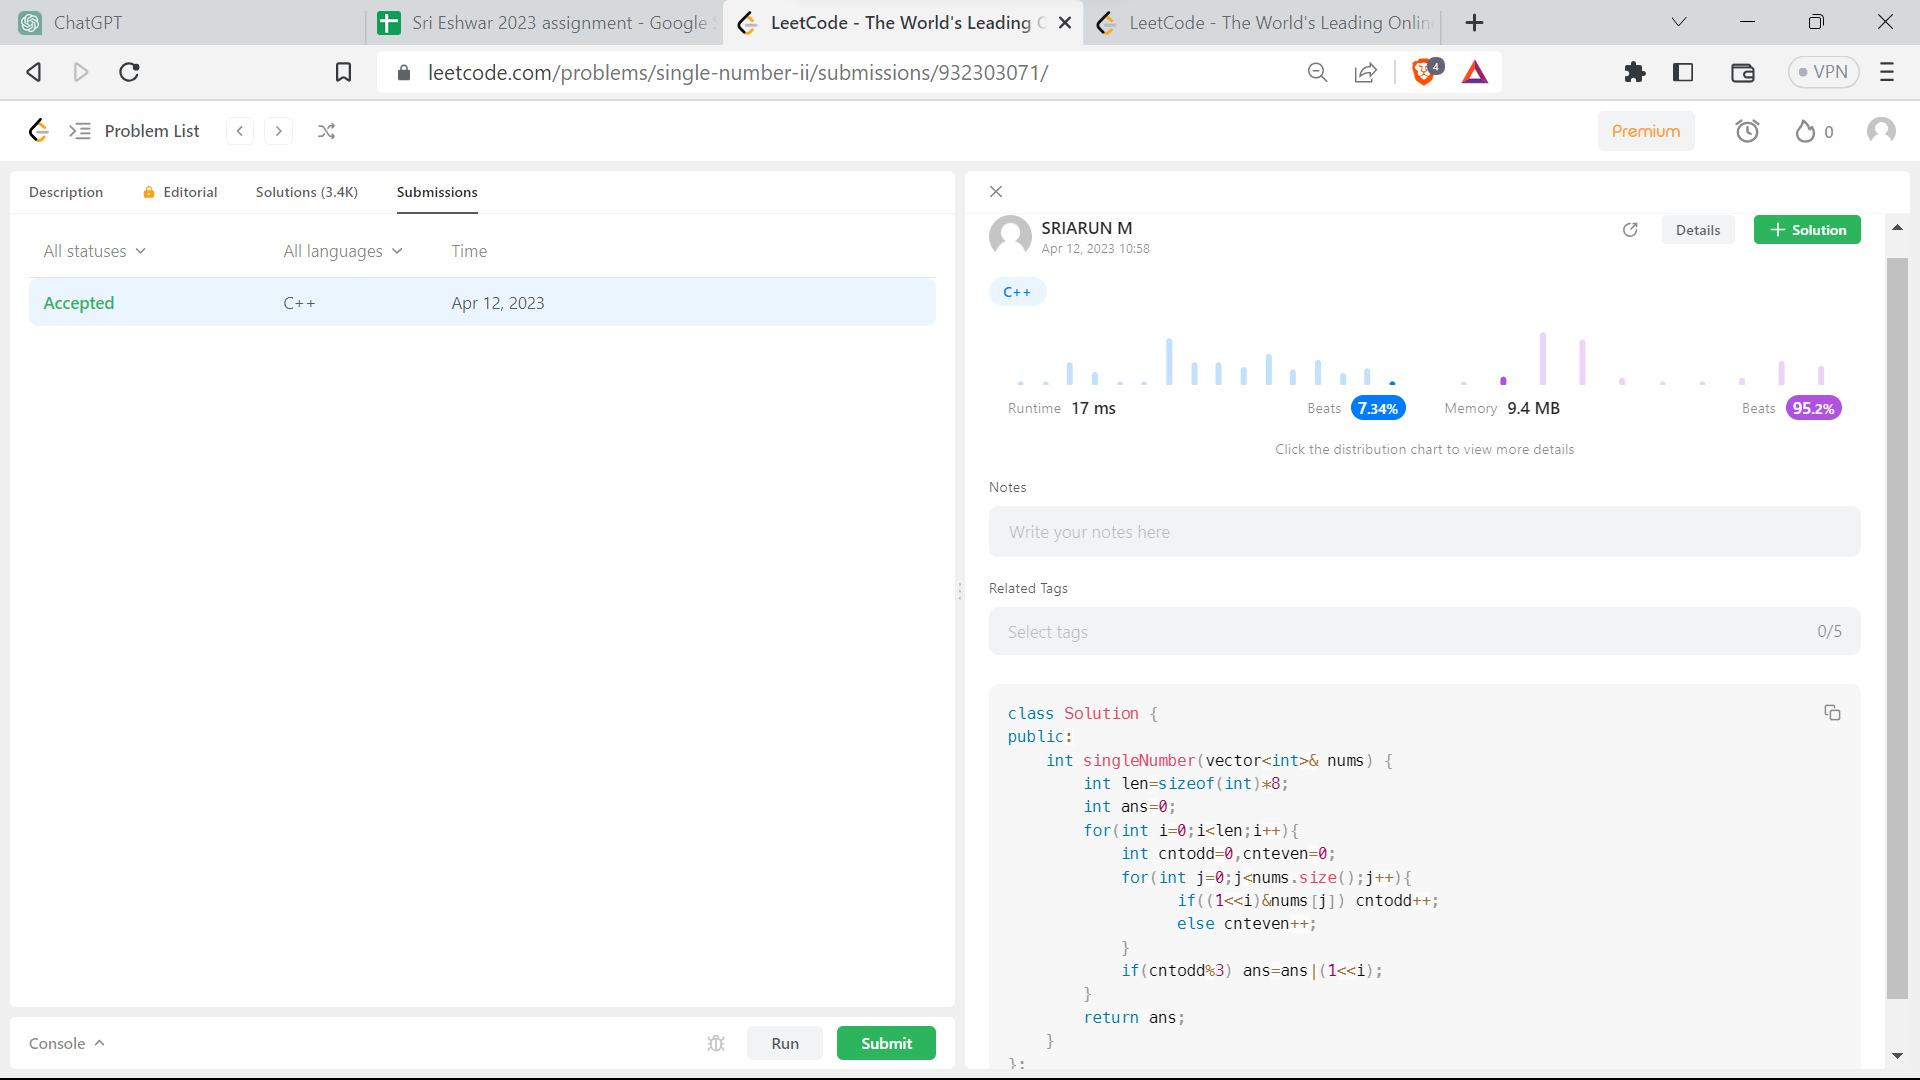 ChatGPT
Sri Eshwar 2023 assignment - Google
LeetCode - The World's Leading
LeetCode - The World's Leading Onlin
leetcode.com/problems/single-number-ii/submissions/932303071/
4
VPN
Problem List
Premium
0
Description
Editorial
Solutions (3.4K)
Submissions
All statuses
All languages
Time
Accepted
C++
Apr 12, 2023
SRIARUN M
Apr 12, 2023 10:58
Details
+ Solution
C++
Runtime 17 ms
Beats 7.34%
Memory 9.4 MB
Beats 95.2%
Click the distribution chart to view more details
Notes
Write your notes here
Related Tags
Select tags
0/5
class Solution {
public:
    int singleNumber(vector<int>& nums) {
        int len=sizeof(int)*8;
        int ans=0;
        for(int i=0;i<len;i++){
            int cntodd=0,cnteven=0;
            for(int j=0;j<nums.size();j++){
                  if((1<<i)&nums[j]) cntodd++;
                  else cnteven++;
            }
            if(cntodd%3) ans=ans|(1<<i);
        }
        return ans;
    }
};
Console
Run
Submit